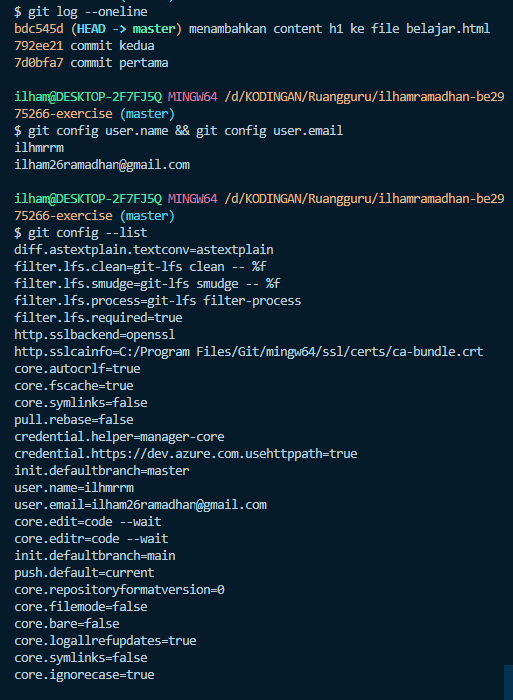 $ git log --oneline
bdc545d (HEAD -> master) menambahkan content h1 ke file belajar.html
792ee21 commit kedua
7d0bfa7 commit pertama
ilham@DESKTOP-2F7FJ5Q MINGW64 /d/KODINGAN/Ruangguru/ilhamramadhan-be29
75266-exercise (master)
$ git config user.name && git config user.email
ilhmrrm
ilham26ramadhan@gmail.com
ilham@DESKTOP-2F7FJ5Q MINGW64 /d/KODINGAN/Ruangguru/ilhamramadhan-be29
75266-exercise (master)
$ git config --list
diff.astextplain.textconv=astextplain
filter.lfs.clean=git-lfs clean -- %f
filter.lfs.smudge=git-lfs smudge -- %f
filter.lfs.process=git-lfs filter-process
filter.lfs.required=true
http.sslbackend=openssl
http.sslcainfo=C:/Program Files/Git/mingw64/ssl/certs/ca-bundle.crt
core.autocrlf=true
core.fscache=true
core.symlinks=false
pull.rebase=false
credential.helper=manager-core
credential.https://dev.azure.com.usehttppath=true
init.defaultbranch=master
user.name=ilhmrrm
user.email=ilham26ramadhan@gmail.com
core.edit=code --wait
core.editr=code --wait
init.defaultbranch=main
push.default=current
core.repositoryformatversion=0
core.filemode=false
core.bare=false
core.logallrefupdates=true
core.symlinks=false
core.ignorecase=true